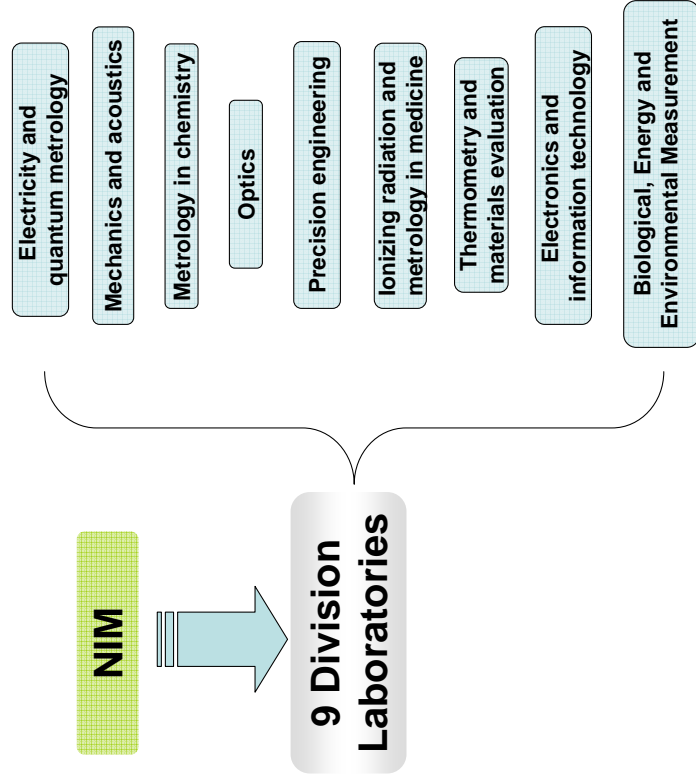 NIM
9 Division
Laboratories
Electricity and
quantum metrology
Mechanics and acoustics
Metrology in chemistry
Optics
Precision engineering
Ionizing radiation and
metrology in medicine
Thermometry and
materials evaluation
Electronics and
information technology
Biological, Energy and
Environmental Measurement